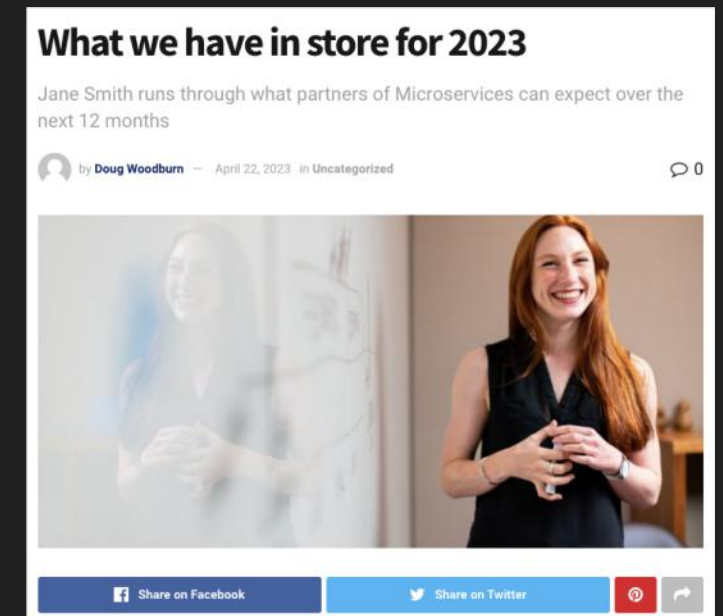 What we have in store for 2023
Jane Smith runs through what partners of Microservices can expect over the
next 12 months
by Doug Woodburn — April 22, 2023 in Uncategorized 0
Share on Facebook Share on Twitter